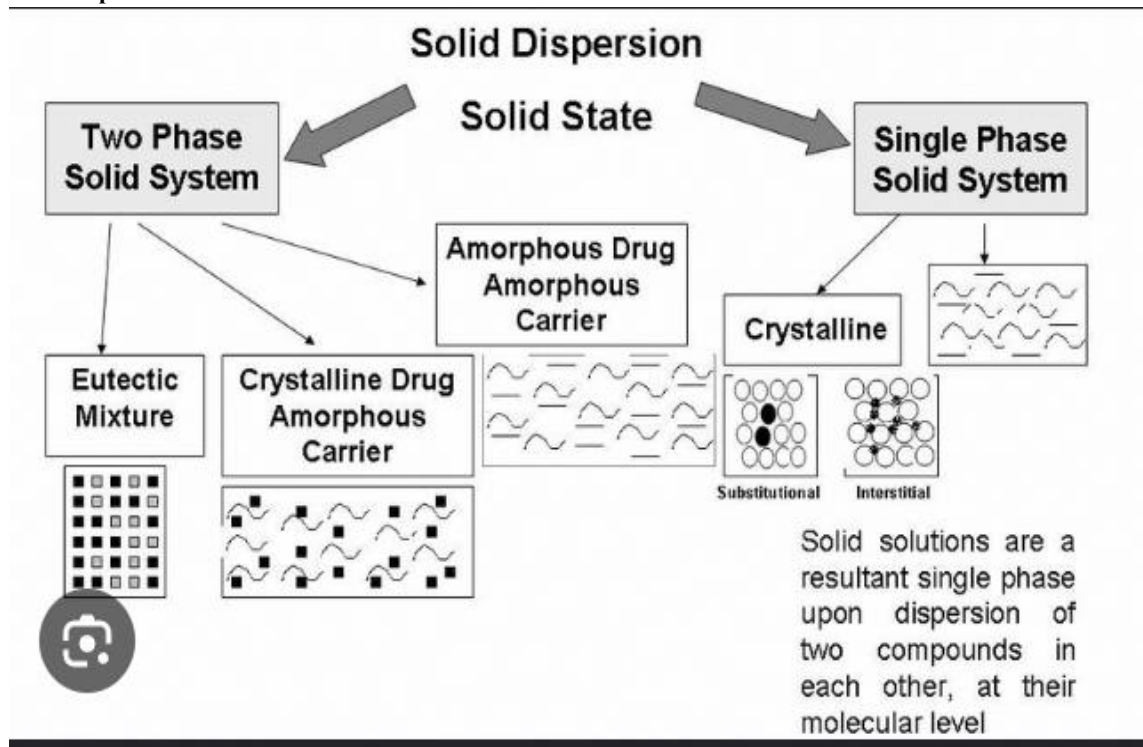 Solid Dispersion
Solid State
Two Phase
Solid System
Single Phase
Solid System
Amorphous Drug
Amorphous
Carrier
Crystalline
Eutectic
Mixture
Crystalline Drug
Amorphous
Carrier
Substitutional
Interstitial
Solid solutions are a
resultant single phase
upon dispersion of
two compounds in
each other, at their
molecular level